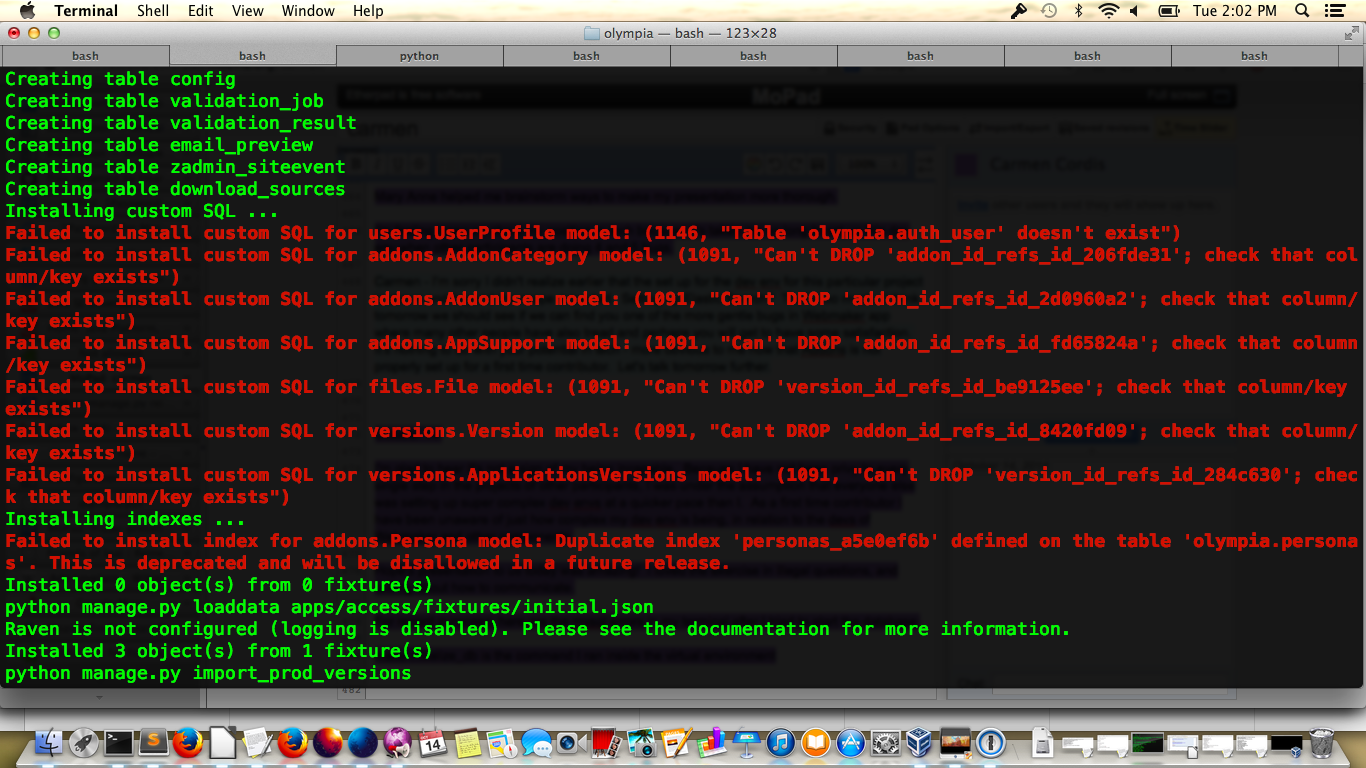 Terminal Shell Edit View Window Help Tue 2:02 PM
olympia — bash — 123×28
bash bash python bash bash bash bash bash
Creating table config
Creating table validation_job
Creating table validation_result
Creating table email_preview
Creating table zadmin_siteevent
Creating table download_sources
Installing custom SQL ...
Failed to install custom SQL for users.UserProfile model: (1146, "Table 'olympia.auth_user' doesn't exist")
Failed to install custom SQL for addons.AddonCategory model: (1091, "Can't DROP 'addon_id_refs_id_206fde31'; check that col
umn/key exists")
Failed to install custom SQL for addons.AddonUser model: (1091, "Can't DROP 'addon_id_refs_id_2d0960a2'; check that column/
key exists")
Failed to install custom SQL for addons.AppSupport model: (1091, "Can't DROP 'addon_id_refs_id_fd65824a'; check that column
/key exists")
Failed to install custom SQL for files.File model: (1091, "Can't DROP 'version_id_refs_id_be9125ee'; check that column/key
exists")
Failed to install custom SQL for versions.Version model: (1091, "Can't DROP 'addon_id_refs_id_8420fd09'; check that column/
key exists")
Failed to install custom SQL for versions.ApplicationsVersions model: (1091, "Can't DROP 'version_id_refs_id_284c630'; chec
k that column/key exists")
Installing indexes ...
Failed to install index for addons.Persona model: Duplicate index 'personas_a5e0ef6b' defined on the table 'olympia.persona
s'. This is deprecated and will be disallowed in a future release.
Installed 0 object(s) from 0 fixture(s)
python manage.py loaddata apps/access/fixtures/initial.json
Raven is not configured (logging is disabled). Please see the documentation for more information.
Installed 3 object(s) from 1 fixture(s)
python manage.py import_prod_versions
MoPad
Carmen Cordis
482
OCT
14